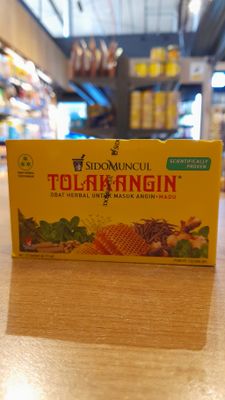 SIDOMUNCUL®
SCIENTIFICALLY
PROVEN
TOLAK ANGIN®
OBAT HERBAL UNTUK MASUK ANGIN+MADU